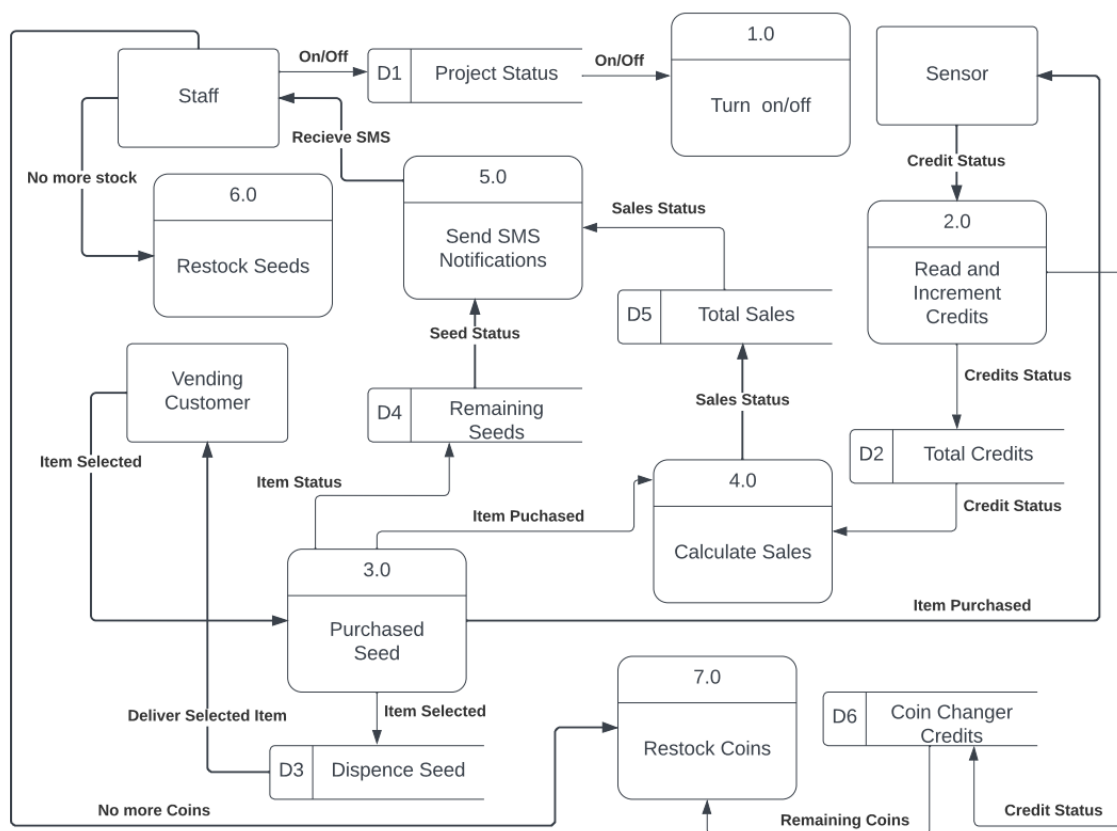 1.0
On/Off
D1
Project Status
On/Off
Staff
Turn on/off
Sensor
Recieve SMS
Credit Status
No more stock
6.0
5.0
Sales Status
2.0
Restock Seeds
Send SMS
Notifications
Read and
Increment
Credits
D5
Total Sales
Seed Status
Vending
Customer
Credits Status
D4
Remaining
Seeds
Sales Status
Item Selected
D2
Total Credits
Item Status
4.0
Item Puchased
Credit Status
Calculate Sales
3.0
Item Purchased
Purchased
Seed
7.0
Deliver Selected Item
Item Selected
D6
Coin Changer
Credits
Restock Coins
D3
Dispence Seed
No more Coins
Remaining Coins
Credit Status